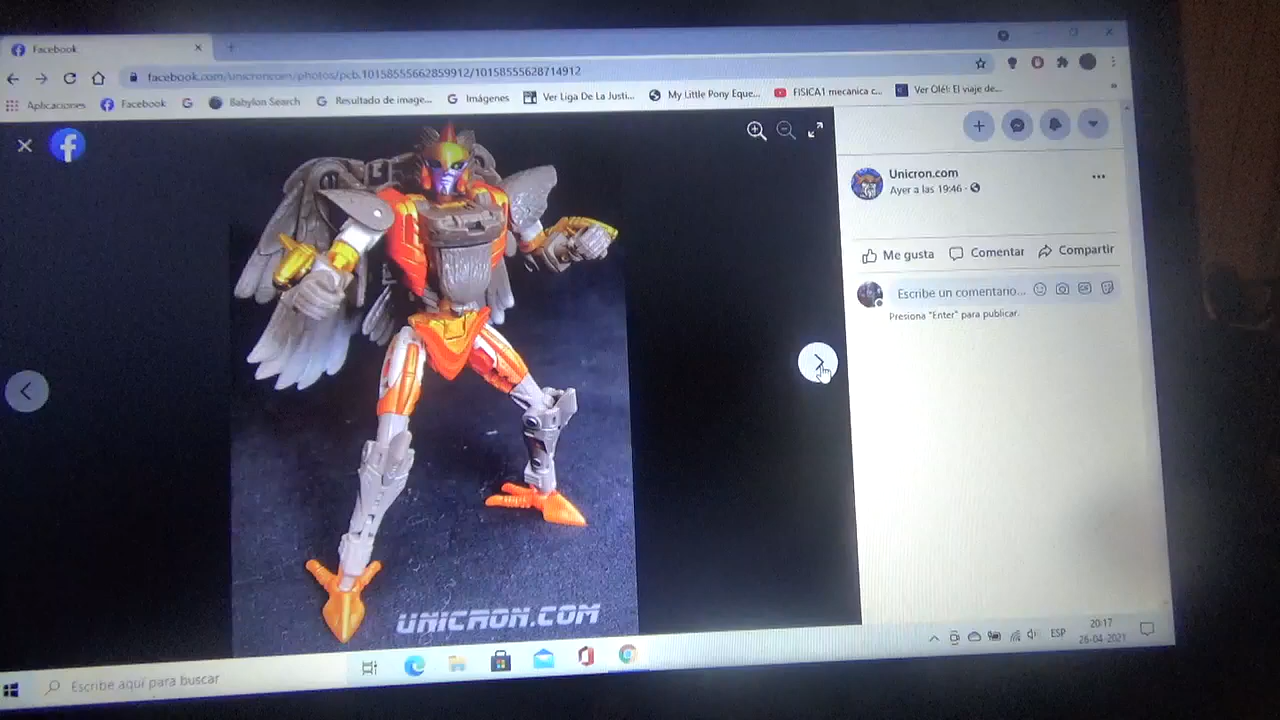 Facebook
facebook.com/unicroncom/photos/pcb.10158555662859912/10158555628714912
Aplicaciones Facebook Babylon Search Resultado de image... Imágenes Ver Liga De La Justi... My Little Pony Eque... FISICA1 mecanica c... Ver Olé!: El viaje de...
Unicron.com
Ayer a las 19:46
Me gusta Comentar Compartir
Escribe un comentario...
Presiona "Enter" para publicar.
UNICRON.COM
Escribe aquí para buscar
ESP
20:17
26-04-2021